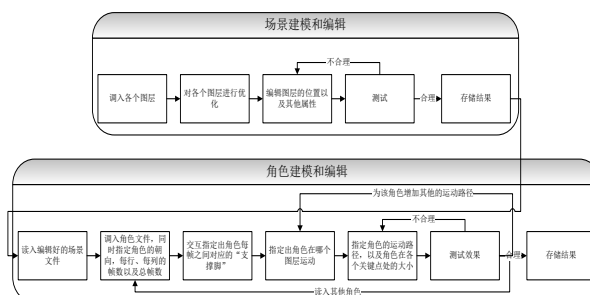 场景建模和编辑
不合理
调入各个图层
对各个图层进行优
化
编辑图层的位置以
及其他属性
测试
合理
存储结果
角色建模和编辑
为该角色增加其他的运动路径
不合理
读入编辑好的场景
文件
调入角色文件，同
时指定角色的朝
向，每行、每列的
帧数以及总帧数
交互指定出角色每
帧之间对应的“支
撑脚”
指定出角色在哪个
图层运动
指定角色的运动路
径，以及角色在各
个关键点处的大小
测试效果
合理
存储结果
读入其他角色